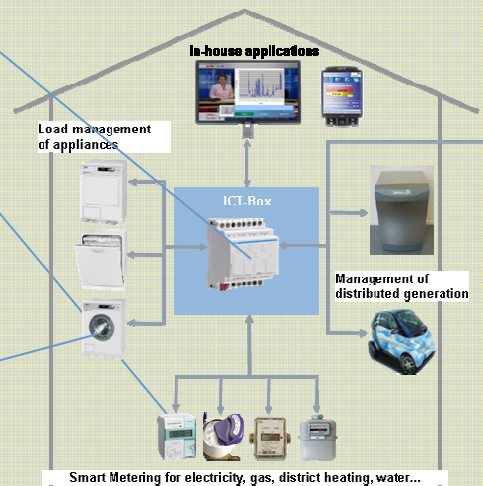 In-house applications
Load management
of appliances
ICT-Box
Management of
distributed generation
Smart Metering for electricity, gas, district heating, water...